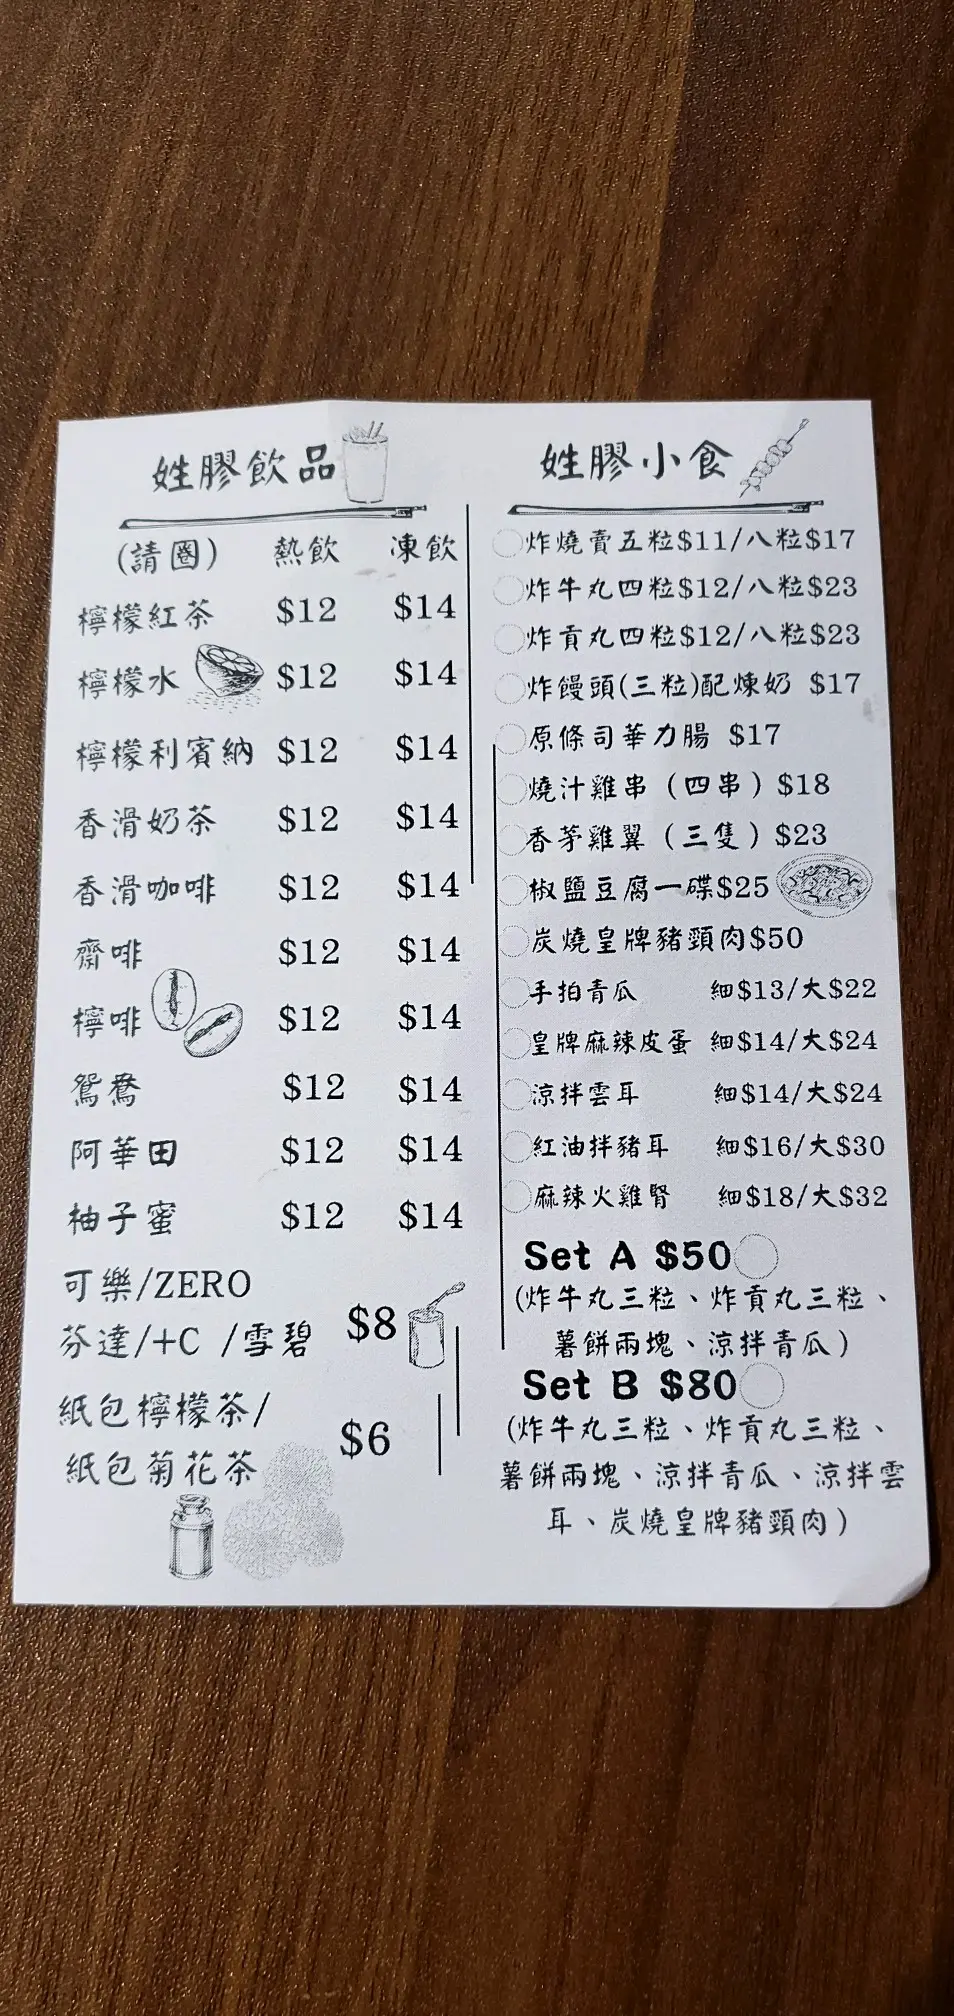 姓膠飲品
(請圈) 熱飲 凍飲
檸檬紅茶 $12 $14
檸檬水 $12 $14
檸檬利賓納 $12 $14
香滑奶茶 $12 $14
香滑咖啡 $12 $14
齋啡 $12 $14
檸啡 $12 $14
鴛鴦 $12 $14
阿華田 $12 $14
柚子蜜 $12 $14
可樂/ZERO
芬達/+C /雪碧 $8
紙包檸檬茶/
紙包菊花茶 $6
姓膠小食
炸燒賣五粒$11/八粒$17
炸牛丸四粒$12/八粒$23
炸貢丸四粒$12/八粒$23
炸饅頭(三粒)配煉奶 $17
原條司華力腸 $17
燒汁雞串（四串）$18
香茅雞翼（三隻）$23
椒鹽豆腐一碟$25
炭燒皇牌豬頸肉$50
手拍青瓜 細$13/大$22
皇牌麻辣皮蛋 細$14/大$24
涼拌雲耳 細$14/大$24
紅油拌豬耳 細$16/大$30
麻辣火雞腎 細$18/大$32
Set A $50
(炸牛丸三粒、炸貢丸三粒、
薯餅兩塊、涼拌青瓜)
Set B $80
(炸牛丸三粒、炸貢丸三粒、
薯餅兩塊、涼拌青瓜、涼拌雲
耳、炭燒皇牌豬頸肉)